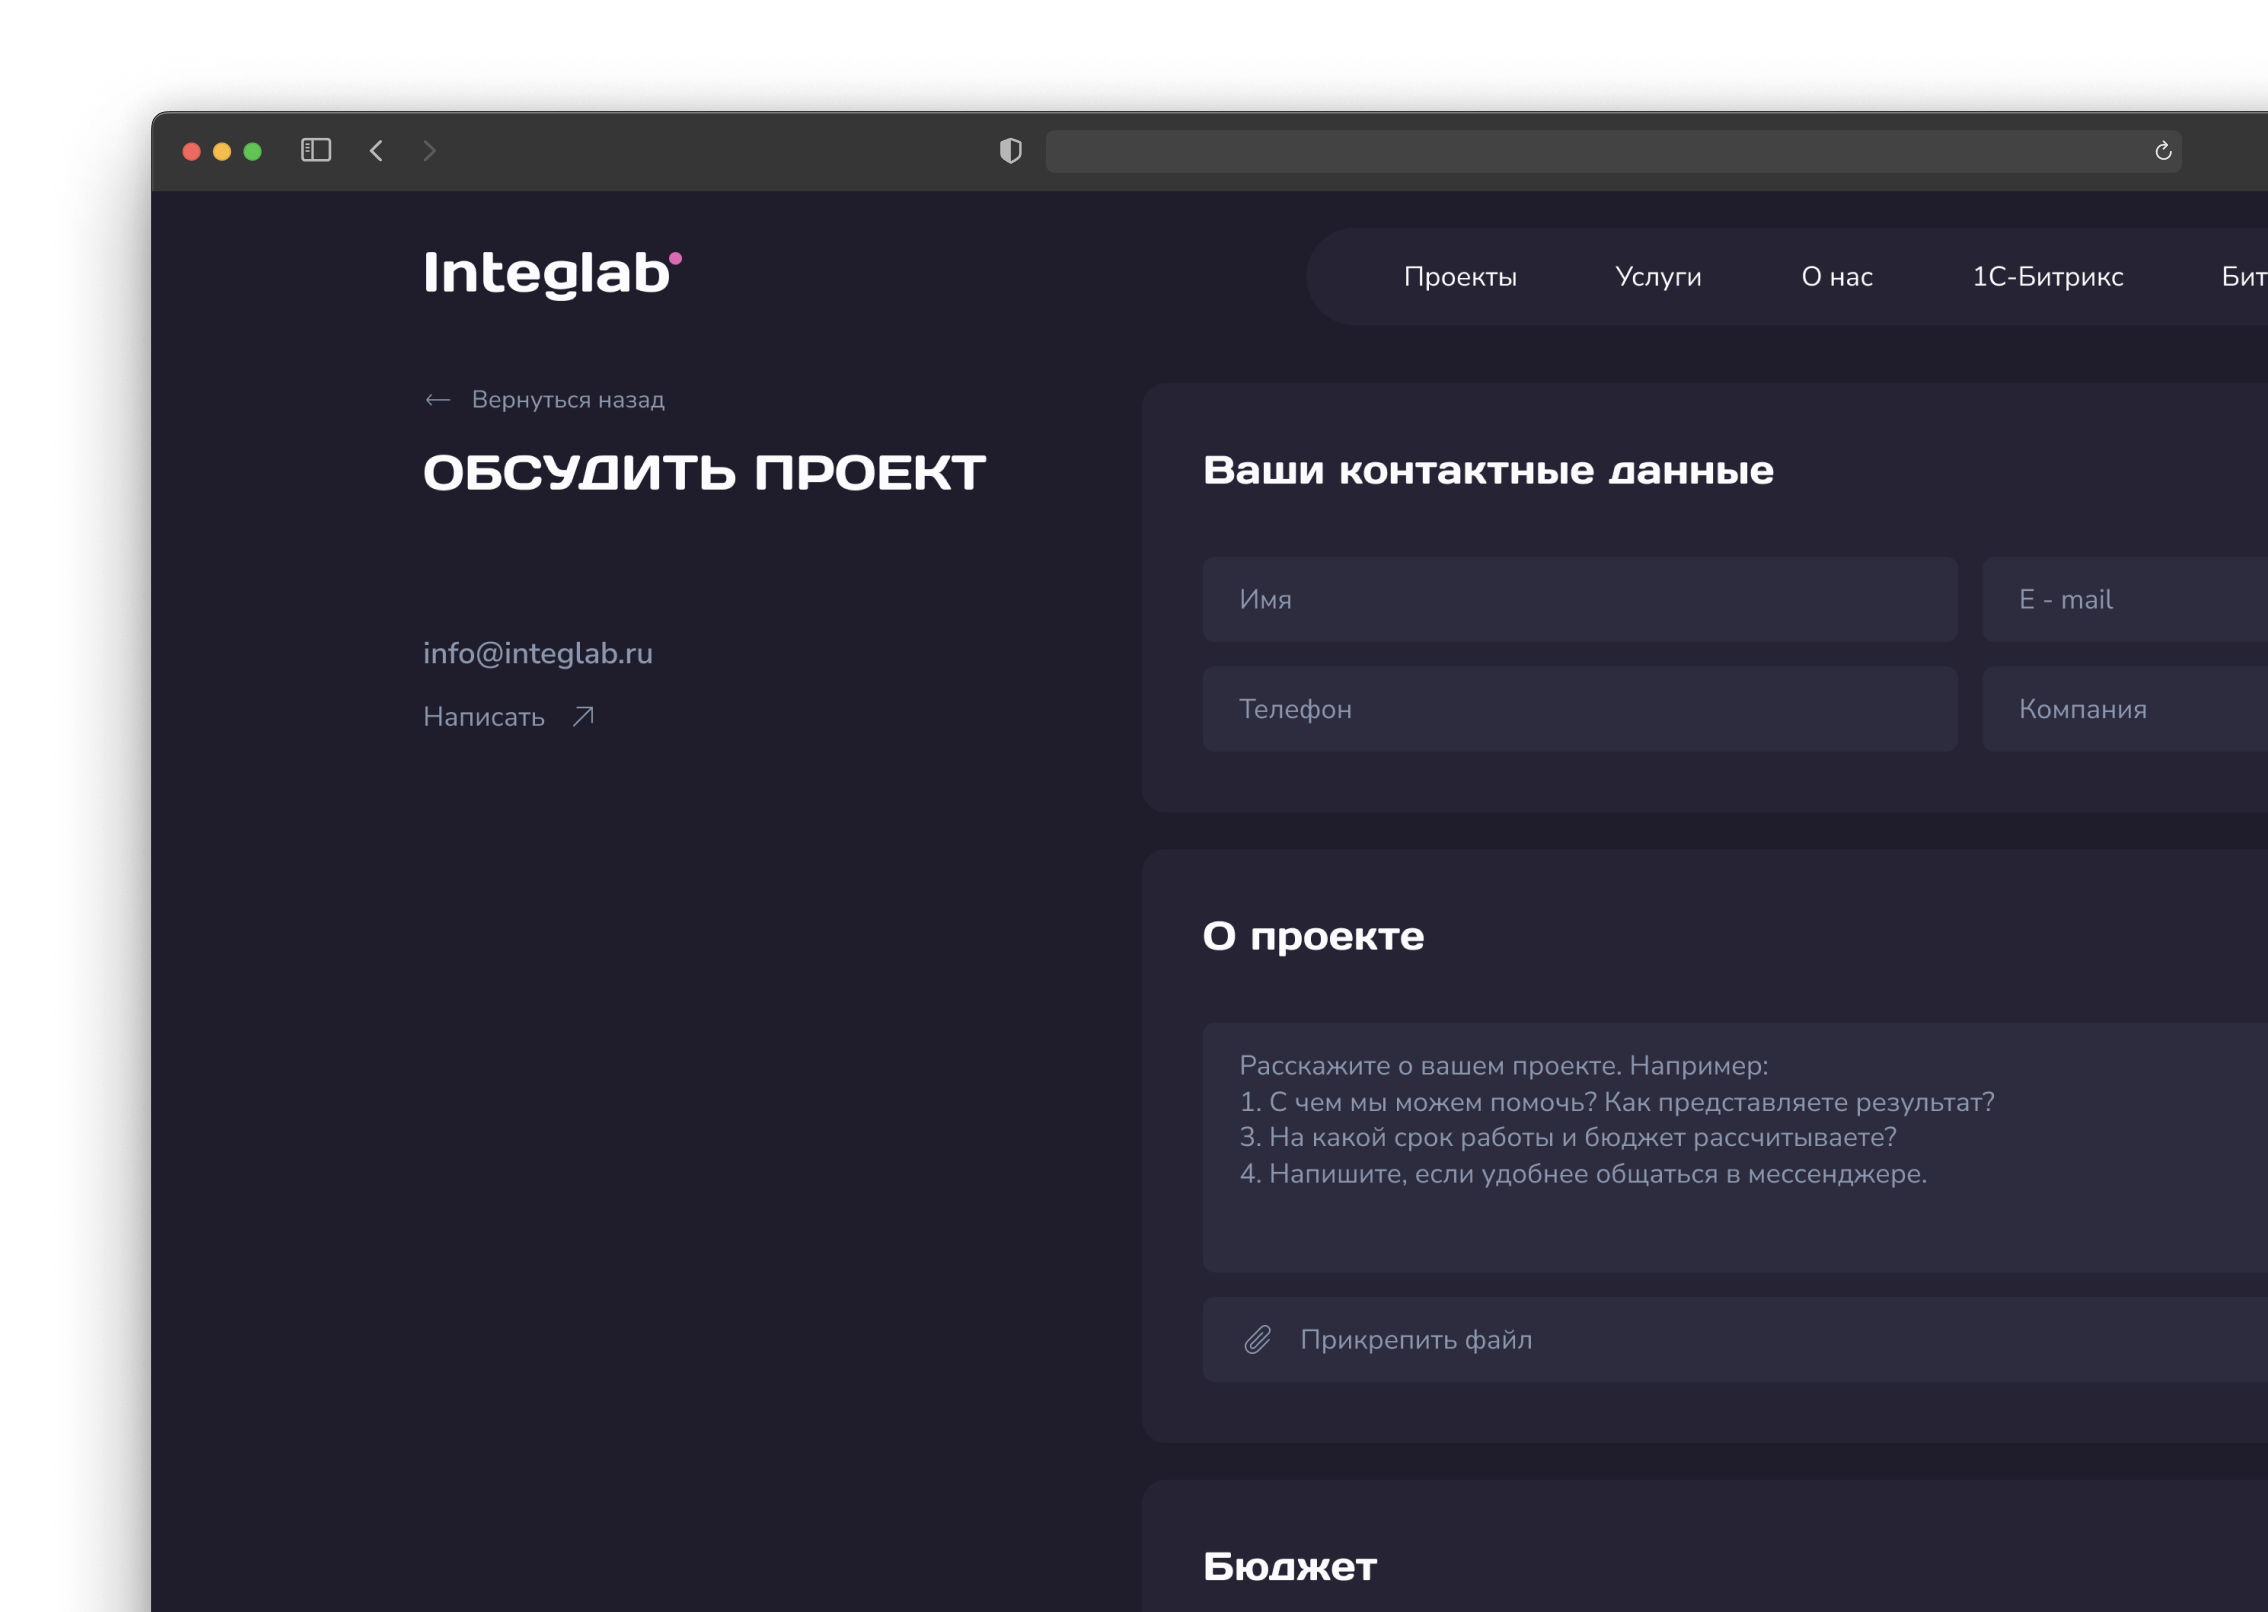 Integlab
Проекты Услуги О нас 1С-Битрикс Бит
Вернуться назад
ОБСУДИТЬ ПРОЕКТ
info@integlab.ru
Написать
Ваши контактные данные
Имя
E - mail
Телефон
Компания
О проекте
Расскажите о вашем проекте. Например:
1. С чем мы можем помочь? Как представляете результат?
3. На какой срок работы и бюджет рассчитываете?
4. Напишите, если удобнее общаться в мессенджере.
Прикрепить файл
Бюджет